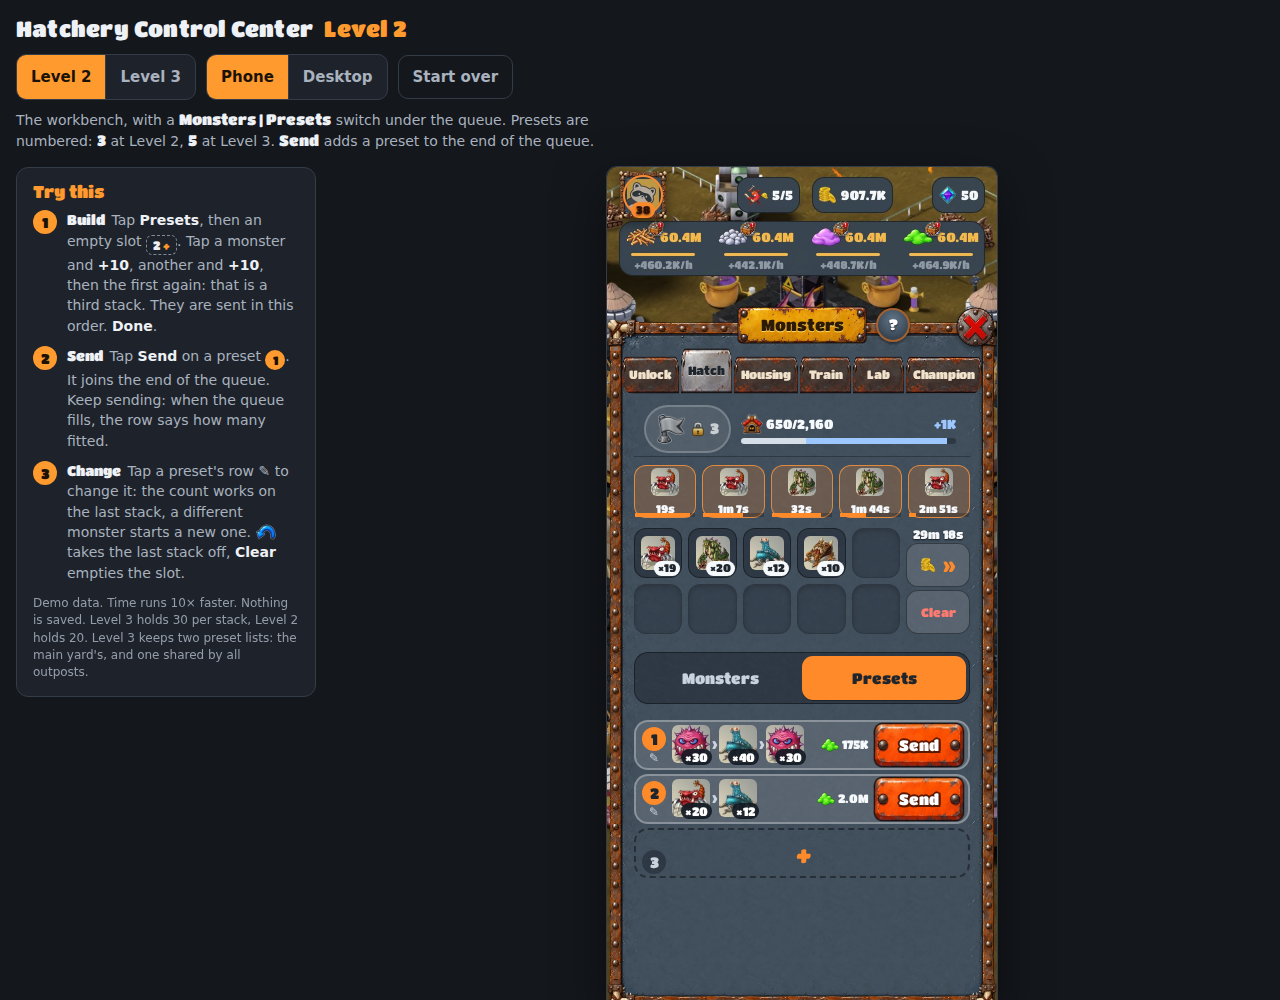 Hatchery Control Center Level 2
Level 2 Level 3 Phone Desktop Start over
The workbench, with a Monsters|Presets switch under the queue. Presets are
numbered: 3 at Level 2, 5 at Level 3. Send adds a preset to the end of the queue.
Try this
1 Build Tap Presets, then an
empty slot 2+. Tap a monster
and +10, another and +10,
then the first again: that is a
third stack. They are sent in this
order. Done.
2 Send Tap Send on a preset 1.
It joins the end of the queue.
Keep sending: when the queue
fills, the row says how many
fitted.
3 Change Tap a preset's row ✎ to
change it: the count works on
the last stack, a different
monster starts a new one.
takes the last stack off, Clear
empties the slot.
Demo data. Time runs 10× faster. Nothing
is saved. Level 3 holds 30 per stack, Level 2
holds 20. Level 3 keeps two preset lists: the
main yard's, and one shared by all
outposts.
30 5/5 907.7K 50
60.4M 60.4M 60.4M 60.4M
+460.2K/h +442.1K/h +448.7K/h +464.9K/h
Monsters ?
Unlock Hatch Housing Train Lab Champion
3 650/2,160 +1K
19s 1m 7s 32s 1m 44s 2m 51s
29m 18s
×19 ×20 ×12 ×10 »
Clear
Monsters Presets
1 ✎ ×30 › ×40 › ×30 175K Send
2 ✎ ×20 › ×12 2.0M Send
3 +